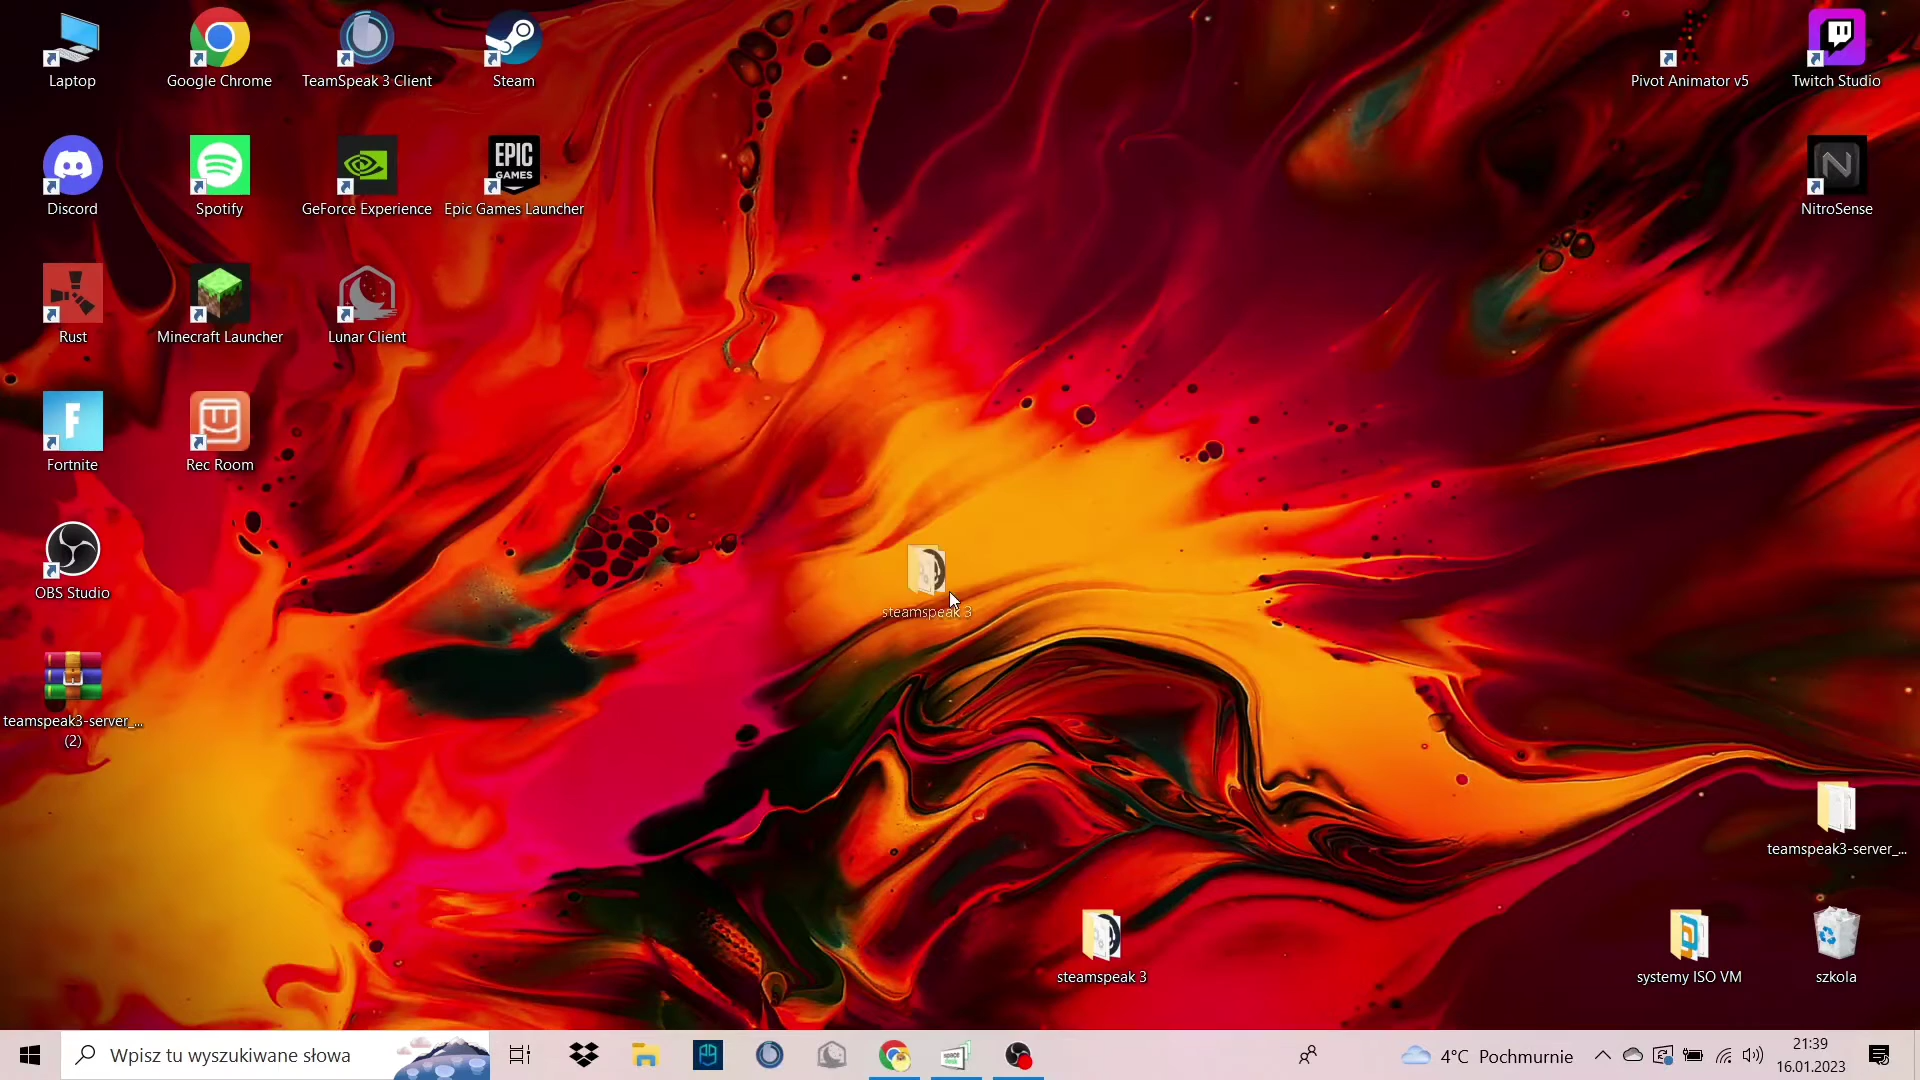 Laptop
Google Chrome
TeamSpeak 3 Client
Steam
Pivot Animator v5
Twitch Studio
Discord
Spotify
GeForce Experience
EPIC
GAMES
Epic Games Launcher
N
NitroSense
Rust
Minecraft Launcher
Lunar Client
F
Fortnite
Rec Room
OBS Studio
steamspeak 3
teamspeak3-server_...
(2)
teamspeak3-server_...
steamspeak 3
systemy ISO VM
szkola
Wpisz tu wyszukiwane słowa
4°C Pochmurnie
21:39
16.01.2023